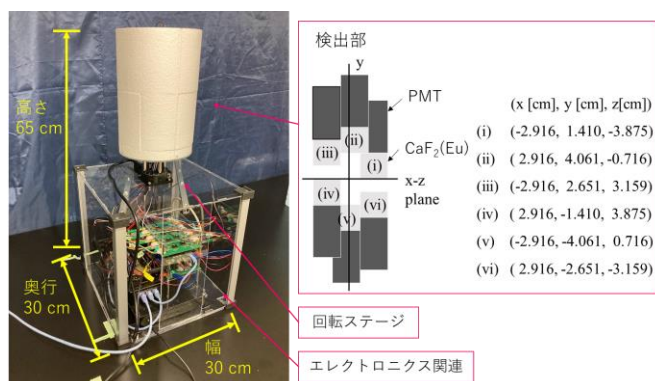 高さ
65 cm
奥行
30 cm
幅
30 cm
検出部
y
PMT
CaF₂(Eu)
x-z
plane
(i)
(ii)
(iii)
(iv)
(v)
(vi)
(x [cm], y [cm], z[cm])
(i) (-2.916, 1.410, -3.875)
(ii) ( 2.916, 4.061, -0.716)
(iii) (-2.916, 2.651, 3.159)
(iv) ( 2.916, -1.410, 3.875)
(v) (-2.916, -4.061, 0.716)
(vi) ( 2.916, -2.651, -3.159)
回転ステージ
エレクトロニクス関連